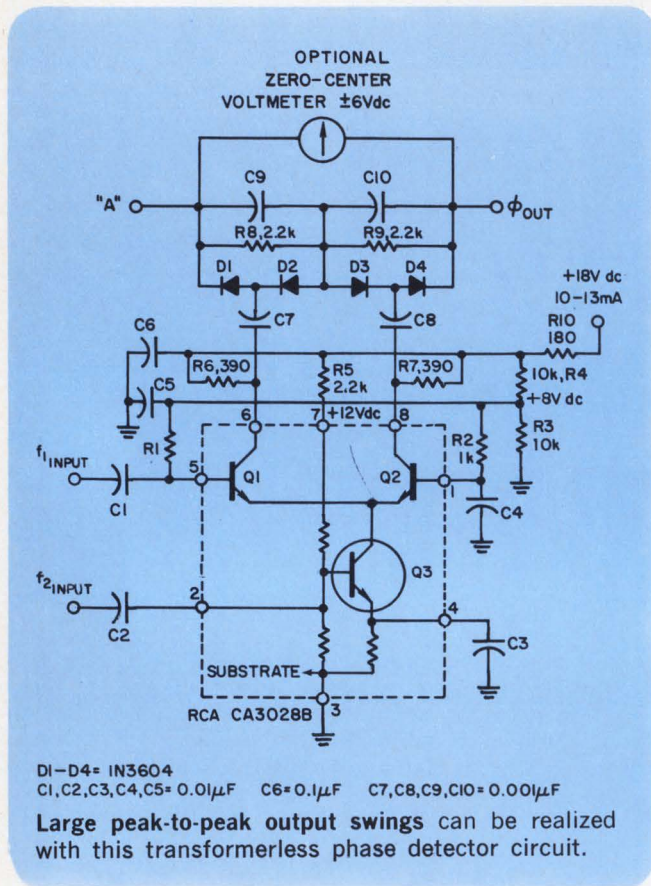 OPTIONAL
ZERO-CENTER
VOLTMETER ±6Vdc
C9 C10
"A" ϕOUT
R8,2.2k R9,2.2k
D1 D2 D3 D4
+18V dc
10-13mA
C7 C8
R10
180
C6
R6,390 R5 R7,390
2.2k
10k,R4
C5
+8V dc
6 7 +12Vdc 8
R1 R2
1k
R3
10k
f1INPUT
5 Q1 Q2 1
C1 C4
f2INPUT
Q3
2 4
C2 C3
SUBSTRATE
3
RCA CA3028B
D1-D4= IN3604
C1,C2,C3,C4,C5= 0.01μF C6=0.1μF C7,C8,C9,C10= 0.001μF
Large peak-to-peak output swings can be realized
with this transformerless phase detector circuit.